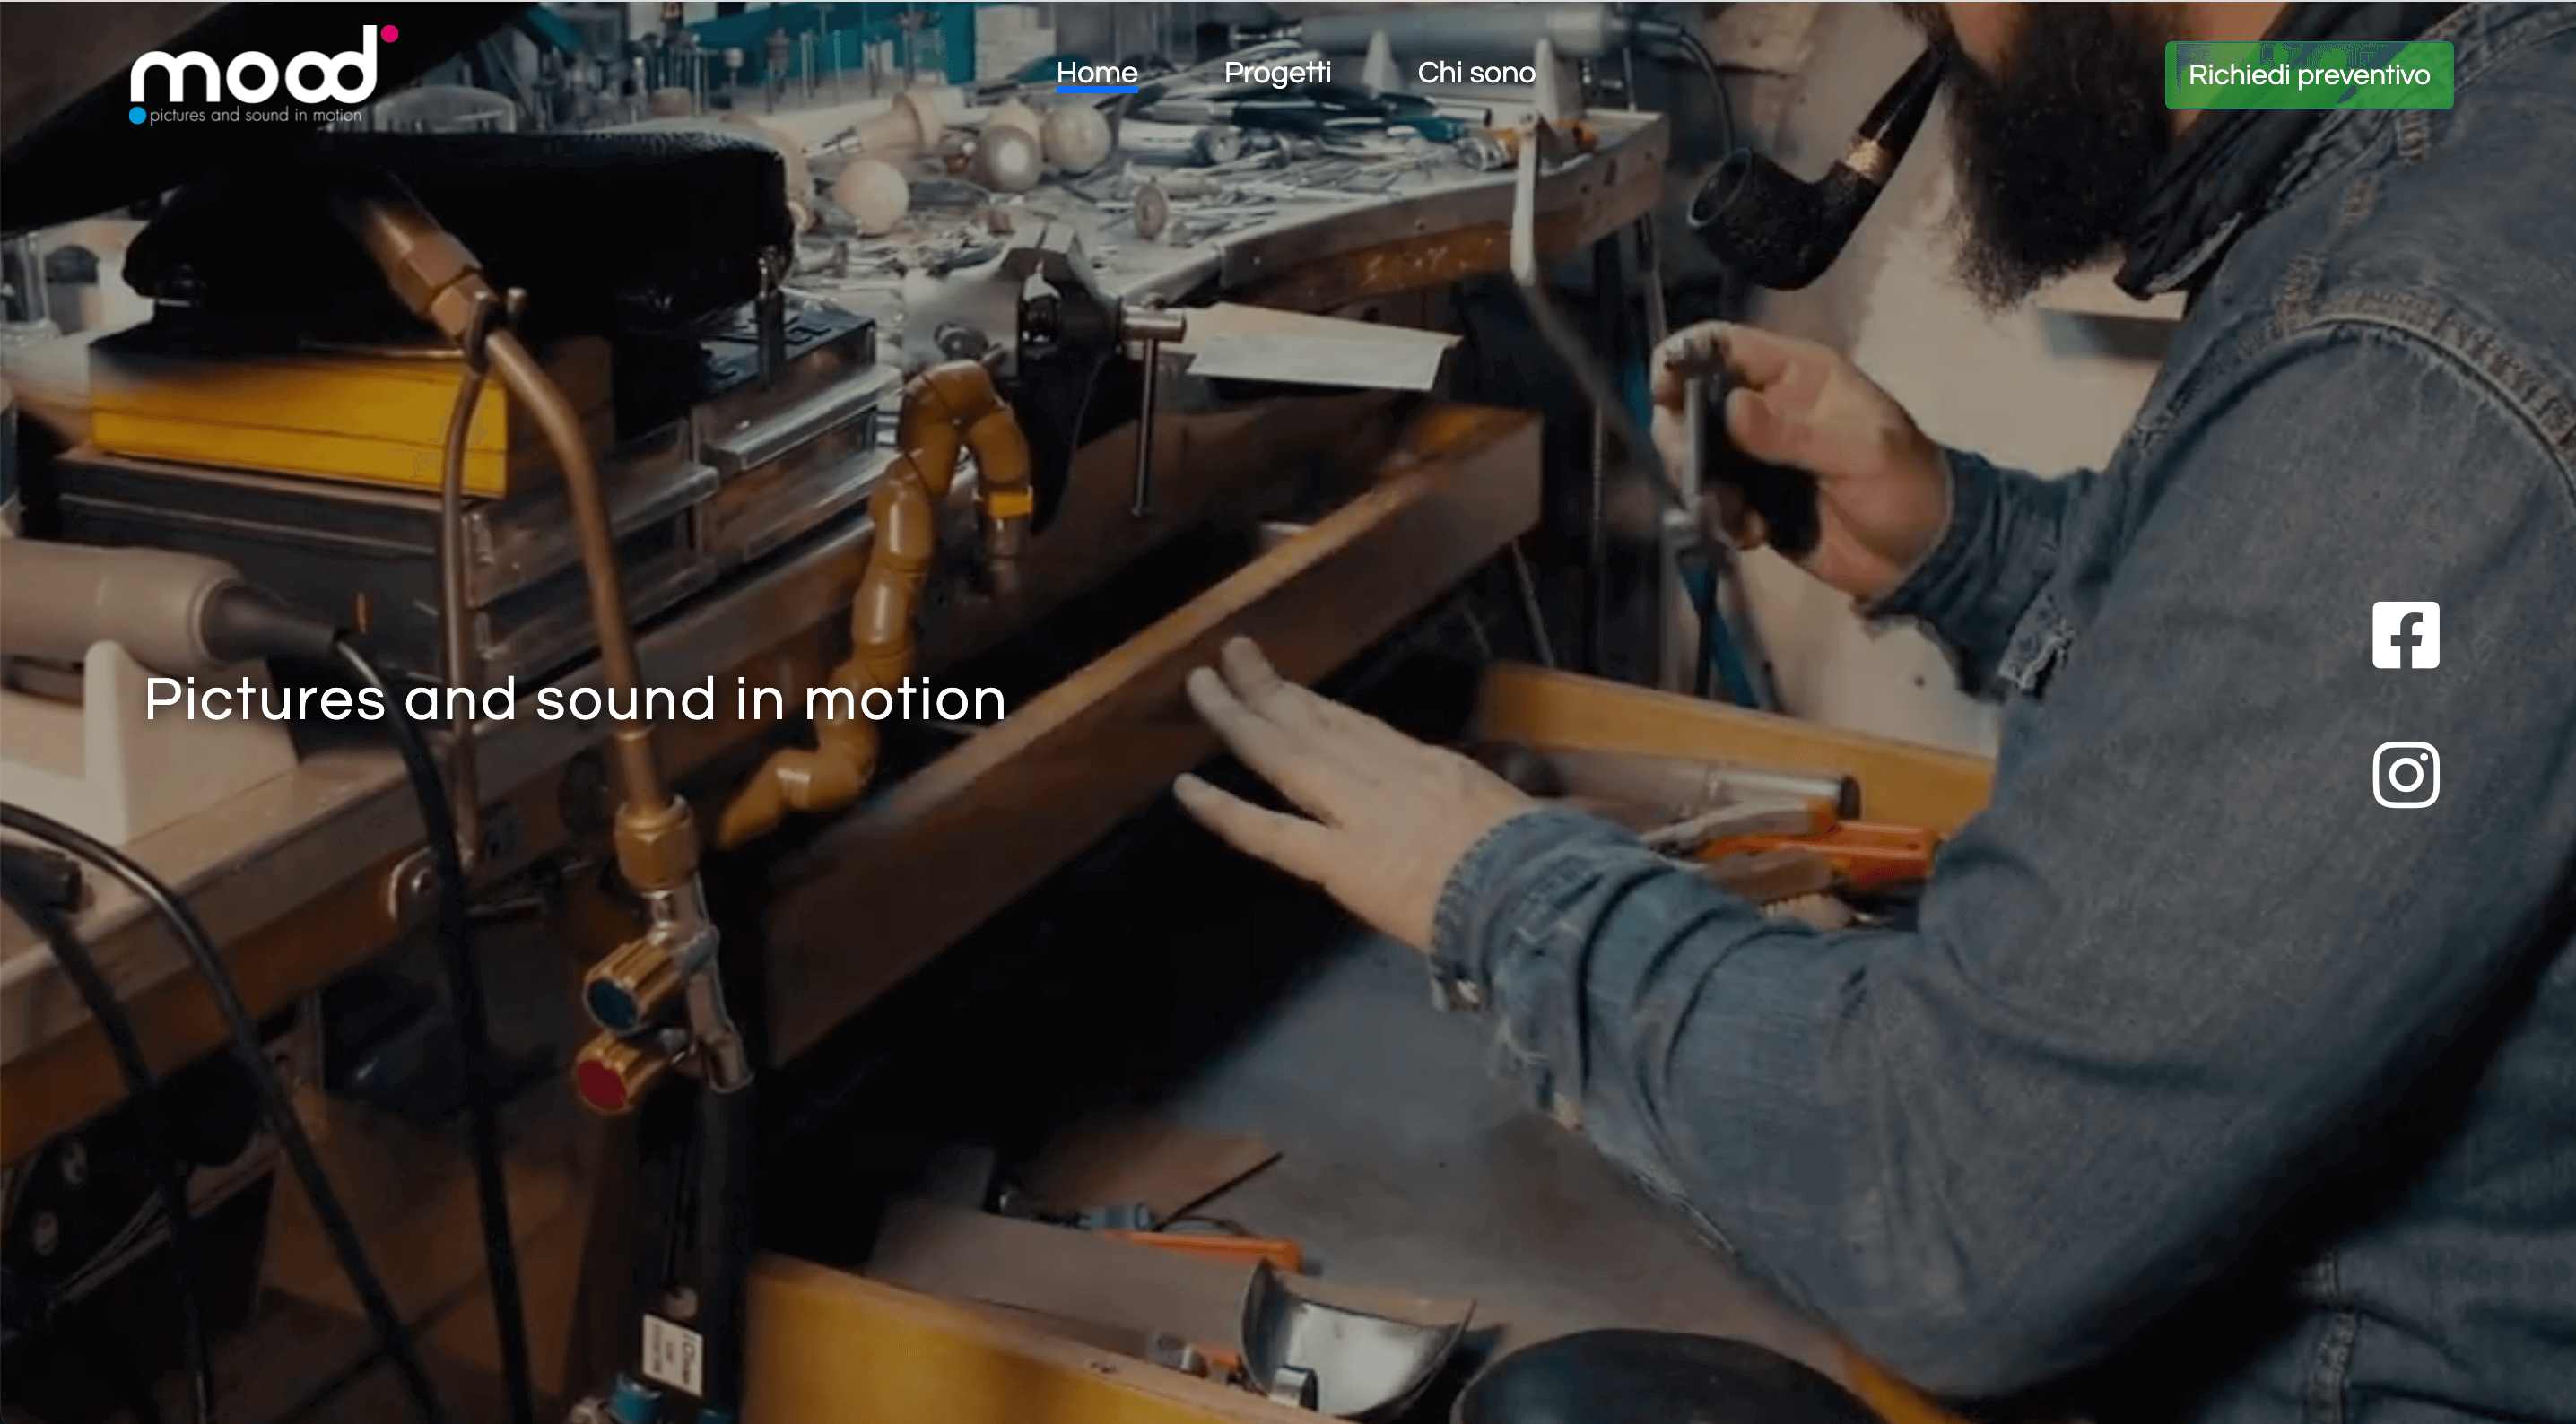 mood
pictures and sound in motion
Home
Progetti
Chi sono
Richiedi preventivo
Pictures and sound in motion